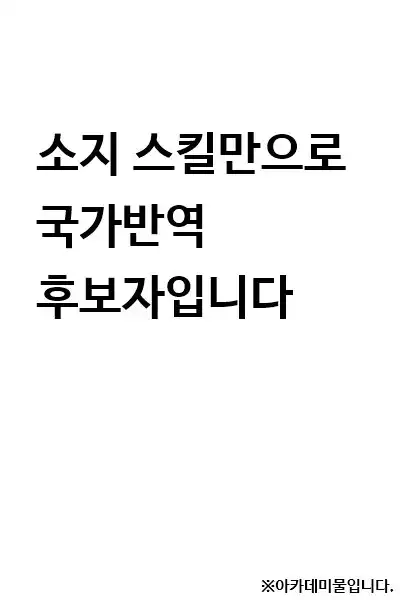 소지 스킬만으로
국가반역
후보자입니다
※아카데미물입니다.